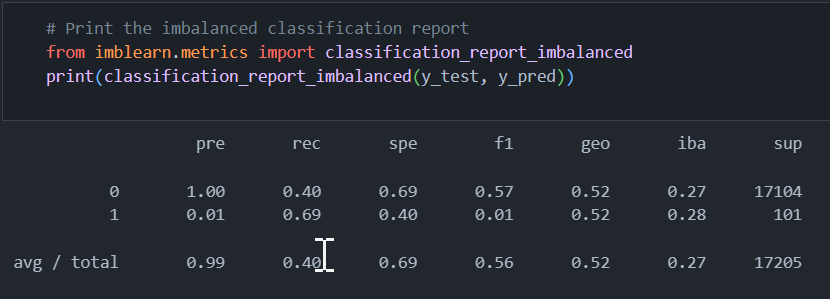 # Print the imbalanced classification report
from imblearn.metrics import classification_report_imbalanced
print(classification_report_imbalanced(y_test, y_pred))
pre rec spe f1 geo iba sup
0 1.00 0.40 0.69 0.57 0.52 0.27 17104
1 0.01 0.69 0.40 0.01 0.52 0.28 101
avg / total 0.99 0.40 0.69 0.56 0.52 0.27 17205